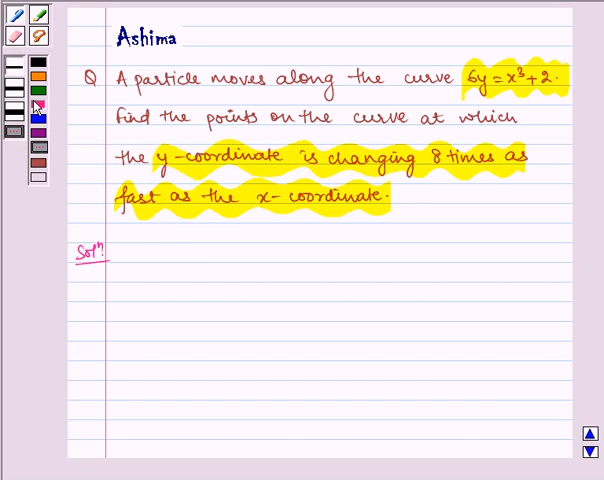 Ashima
Q A particle moves along the curve 6y = x³ + 2.
Find the points on the curve at which
the y-coordinate is changing 8 times as
fast as the x-coordinate.
Solⁿ: